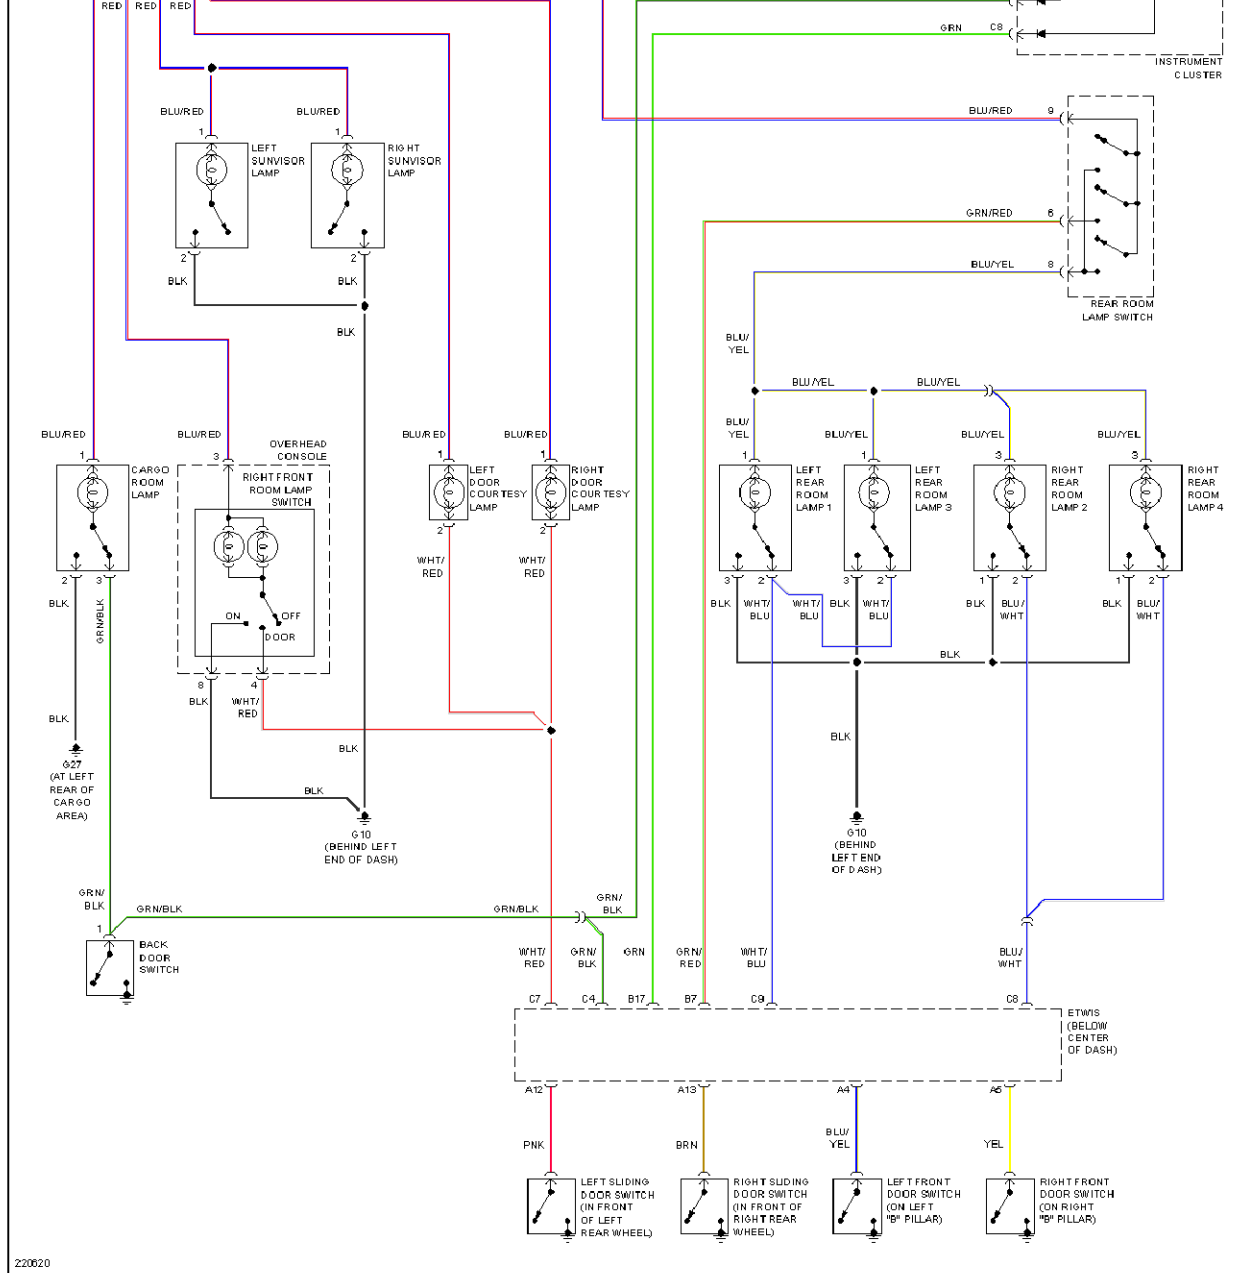 RED RED RED
GRN C8
INSTRUMENT
CLUSTER
BLU/RED BLU/RED BLU/RED 9
1 LEFT
SUNVISOR
LAMP
1 RIGHT
SUNVISOR
LAMP
GRN/RED 6
2 2
BLU/YEL 8
BLK BLK
REAR ROOM
LAMP SWITCH
BLK
BLU/
YEL
BLU/YEL BLU/YEL
BLU/RED BLU/RED BLU/RED BLU/RED
BLU/
YEL
BLU/YEL BLU/YEL BLU/YEL
OVERHEAD
CONSOLE
1 3 1 1 1 1 3 3
CARGO
ROOM
LAMP
RIGHT FRONT
ROOM LAMP
SWITCH
LEFT
DOOR
COURTESY
LAMP
RIGHT
DOOR
COURTESY
LAMP
LEFT
REAR
ROOM
LAMP 1
LEFT
REAR
ROOM
LAMP 3
RIGHT
REAR
ROOM
LAMP 2
RIGHT
REAR
ROOM
LAMP 4
2 2
WHT/
RED
WHT/
RED
2 3
3 2 3 2 1 2 1 2
BLK GRN/BLK
ON OFF
DOOR
BLK WHT/
BLU
WHT/
BLU
BLK WHT/
BLU
BLK BLU/
WHT
BLK BLU/
WHT
BLK
8 4
BLK WHT/
RED
BLK
BLK
BLK
BLK
G27
(AT LEFT
REAR OF
CARGO
AREA)
BLK
G10
(BEHIND LEFT
END OF DASH)
G10
(BEHIND
LEFT END
OF DASH)
GRN/
BLK
GRN/BLK GRN/BLK
GRN/
BLK
1 BACK
DOOR
SWITCH
WHT/
RED
GRN/
BLK
GRN
GRN/
RED
WHT/
BLU
BLU/
WHT
C7 C4 B17 B7 C9 C8
ETWIS
(BELOW
CENTER
OF DASH)
A12 A13 A4 A5
PNK BRN BLU/
YEL
YEL
LEFT SLIDING
DOOR SWITCH
(IN FRONT
OF LEFT
REAR WHEEL)
RIGHT SLIDING
DOOR SWITCH
(IN FRONT OF
RIGHT REAR
WHEEL)
LEFT FRONT
DOOR SWITCH
(ON LEFT
"B" PILLAR)
RIGHT FRONT
DOOR SWITCH
(ON RIGHT
"B" PILLAR)
220620